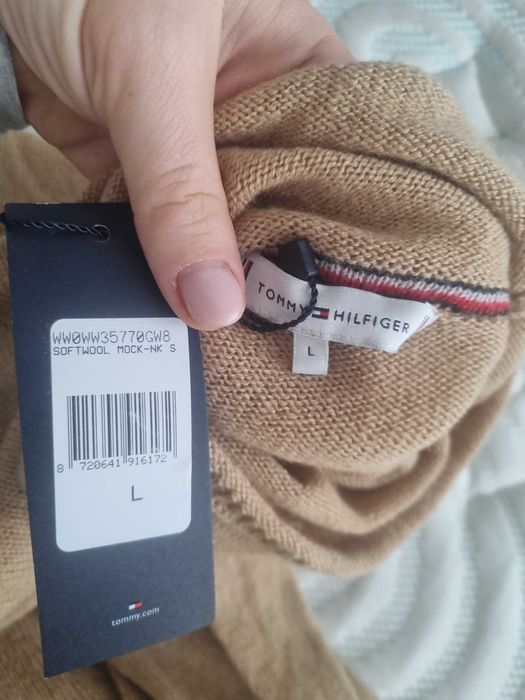 WW0WW35770GW8
SOFTWOOL MOCK-NK S
8 720641 916172
L
tommy.com
TOMMY HILFIGER
L